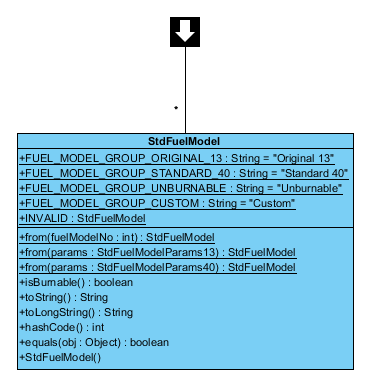 *
StdFuelModel
+FUEL_MODEL_GROUP_ORIGINAL_13 : String = "Original 13"
+FUEL_MODEL_GROUP_STANDARD_40 : String = "Standard 40"
+FUEL_MODEL_GROUP_UNBURNABLE : String = "Unburnable"
+FUEL_MODEL_GROUP_CUSTOM : String = "Custom"
+INVALID : StdFuelModel
+from(fuelModelNo : int) : StdFuelModel
+from(params : StdFuelModelParams13) : StdFuelModel
+from(params : StdFuelModelParams40) : StdFuelModel
+isBurnable() : boolean
+toString() : String
+toLongString() : String
+hashCode() : int
+equals(obj : Object) : boolean
+StdFuelModel()